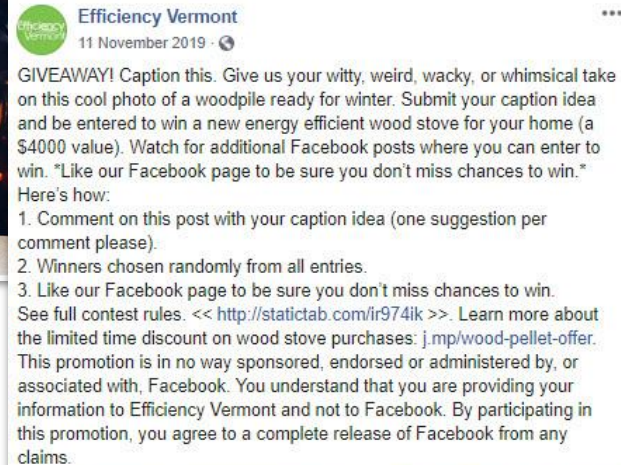 Efficiency
Vermont
Efficiency Vermont
11 November 2019 ·
GIVEAWAY! Caption this. Give us your witty, weird, wacky, or whimsical take
on this cool photo of a woodpile ready for winter. Submit your caption idea
and be entered to win a new energy efficient wood stove for your home (a
$4000 value). Watch for additional Facebook posts where you can enter to
win. *Like our Facebook page to be sure you don't miss chances to win.*
Here's how:
1. Comment on this post with your caption idea (one suggestion per
comment please).
2. Winners chosen randomly from all entries.
3. Like our Facebook page to be sure you don't miss chances to win.
See full contest rules. << http://statictab.com/ir974ik >>. Learn more about
the limited time discount on wood stove purchases: j.mp/wood-pellet-offer.
This promotion is in no way sponsored, endorsed or administered by, or
associated with, Facebook. You understand that you are providing your
information to Efficiency Vermont and not to Facebook. By participating in
this promotion, you agree to a complete release of Facebook from any
claims.